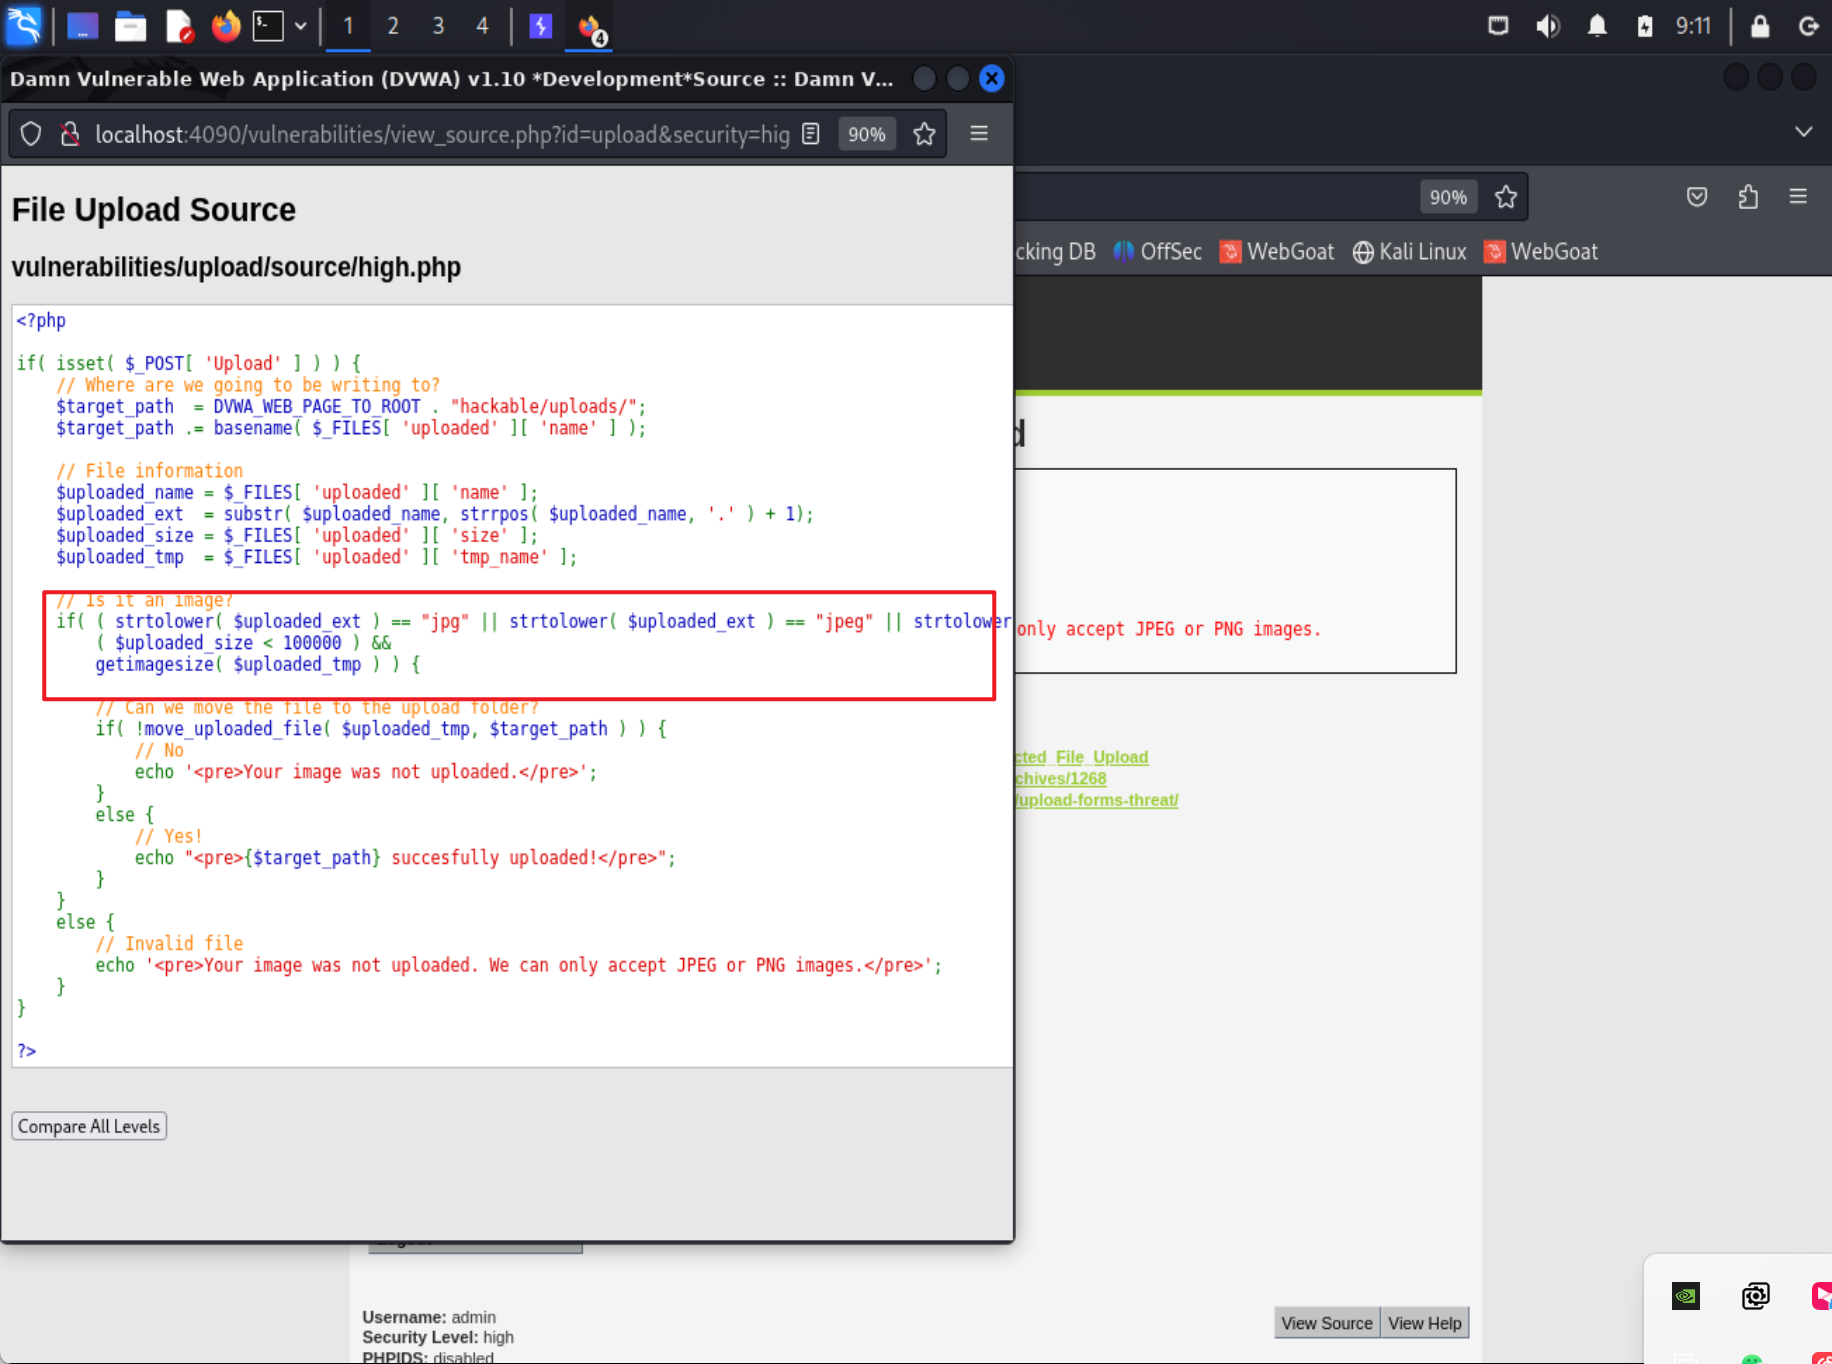 1 2 3 4
4
9:11
Damn Vulnerable Web Application (DVWA) v1.10 *Development*Source :: Damn V...
localhost:4090/vulnerabilities/view_source.php?id=upload&security=hig
90%
File Upload Source
vulnerabilities/upload/source/high.php
<?php
if( isset( $_POST[ 'Upload' ] ) ) {
    // Where are we going to be writing to?
    $target_path  = DVWA_WEB_PAGE_TO_ROOT . "hackable/uploads/";
    $target_path .= basename( $_FILES[ 'uploaded' ][ 'name' ] );
    // File information
    $uploaded_name = $_FILES[ 'uploaded' ][ 'name' ];
    $uploaded_ext  = substr( $uploaded_name, strrpos( $uploaded_name, '.' ) + 1);
    $uploaded_size = $_FILES[ 'uploaded' ][ 'size' ];
    $uploaded_tmp  = $_FILES[ 'uploaded' ][ 'tmp_name' ];
    // Is it an image?
    if( ( strtolower( $uploaded_ext ) == "jpg" || strtolower( $uploaded_ext ) == "jpeg" || strtolower
        ( $uploaded_size < 100000 ) &&
        getimagesize( $uploaded_tmp ) ) {
        // Can we move the file to the upload folder?
        if( !move_uploaded_file( $uploaded_tmp, $target_path ) ) {
            // No
            echo '<pre>Your image was not uploaded.</pre>';
        }
        else {
            // Yes!
            echo "<pre>{$target_path} succesfully uploaded!</pre>";
        }
    }
    else {
        // Invalid file
        echo '<pre>Your image was not uploaded. We can only accept JPEG or PNG images.</pre>';
    }
}
?>
Compare All Levels
90%
cking DB OffSec WebGoat Kali Linux WebGoat
d
only accept JPEG or PNG images.
cted_File_Upload
chives/1268
/upload-forms-threat/
Username: admin
Security Level: high
PHPIDS: disabled
View Source View Help